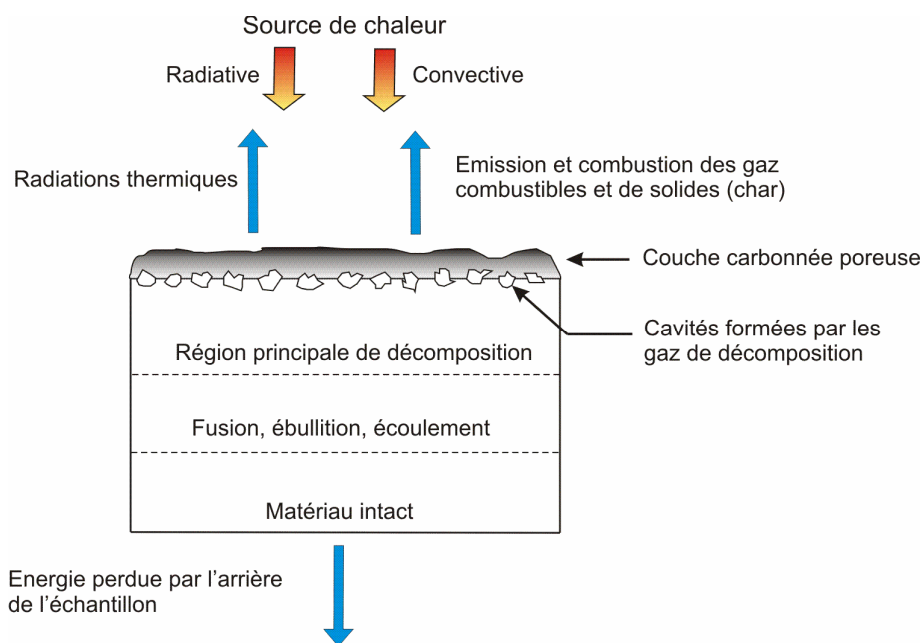 Source de chaleur
Radiative
Convective
Radiations thermiques
Emission et combustion des gaz
combustibles et de solides (char)
Couche carbonnée poreuse
Cavités formées par les
gaz de décomposition
Région principale de décomposition
Fusion, ébullition, écoulement
Matériau intact
Energie perdue par l'arrière
de l'échantillon